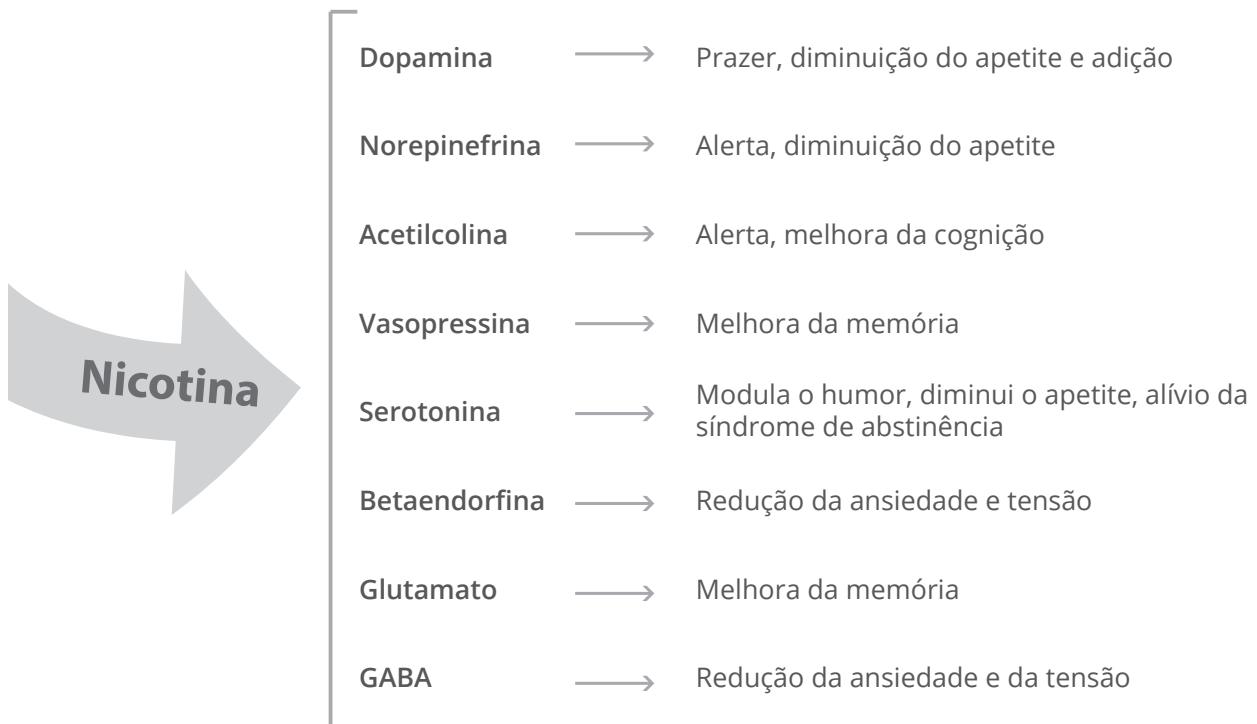 Dopamina → Prazer, diminuição do apetite e adição
Norepinefrina → Alerta, diminuição do apetite
Acetilcolina → Alerta, melhora da cognição
Vasopressina → Melhora da memória
Nicotina
Serotonina → Modula o humor, diminui o apetite, alívio da
síndrome de abstinência
Betaendorfina → Redução da ansiedade e tensão
Glutamato → Melhora da memória
GABA → Redução da ansiedade e da tensão